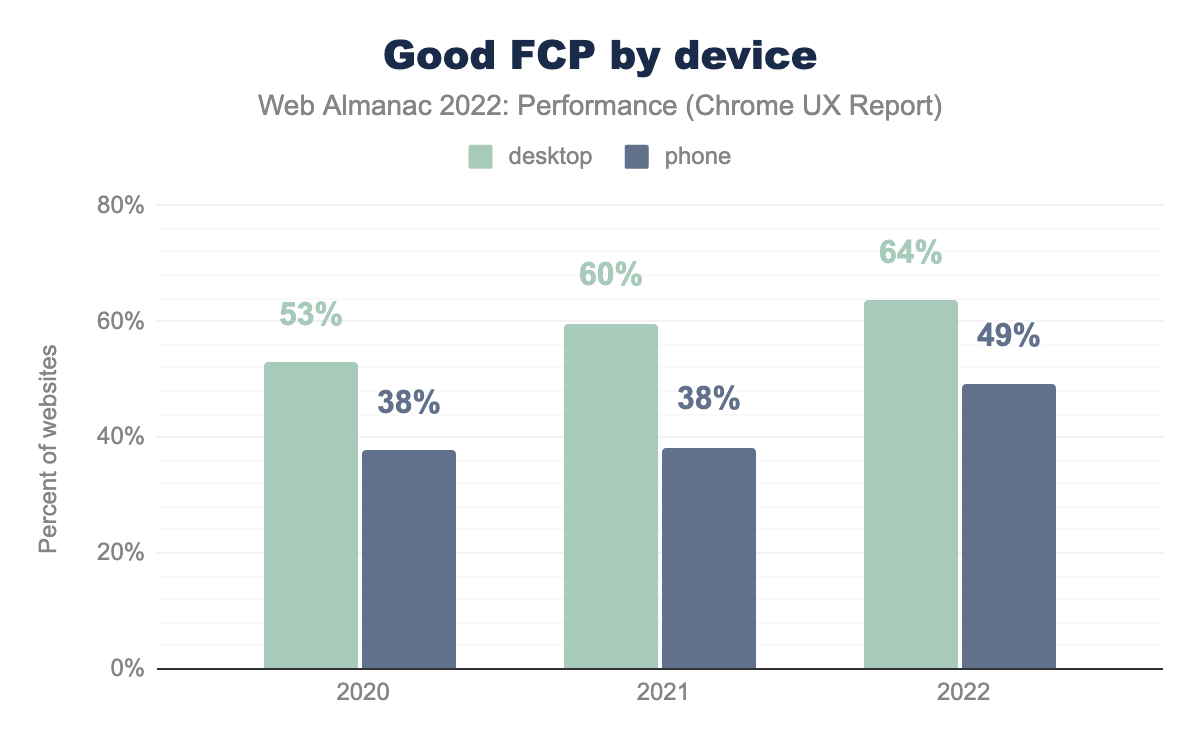 Good FCP by device
Web Almanac 2022: Performance (Chrome UX Report)
desktop phone
80%
60%
40%
20%
0%
Percent of websites
53%
38%
60%
38%
64%
49%
2020 2021 2022